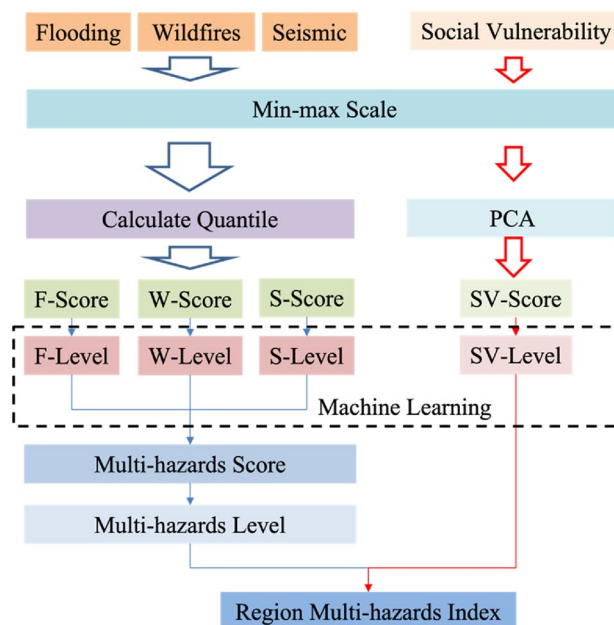 Flooding
Wildfires
Seismic
Social Vulnerability
Min-max Scale
Calculate Quantile
PCA
F-Score
W-Score
S-Score
SV-Score
F-Level
W-Level
S-Level
SV-Level
Machine Learning
Multi-hazards Score
Multi-hazards Level
Region Multi-hazards Index